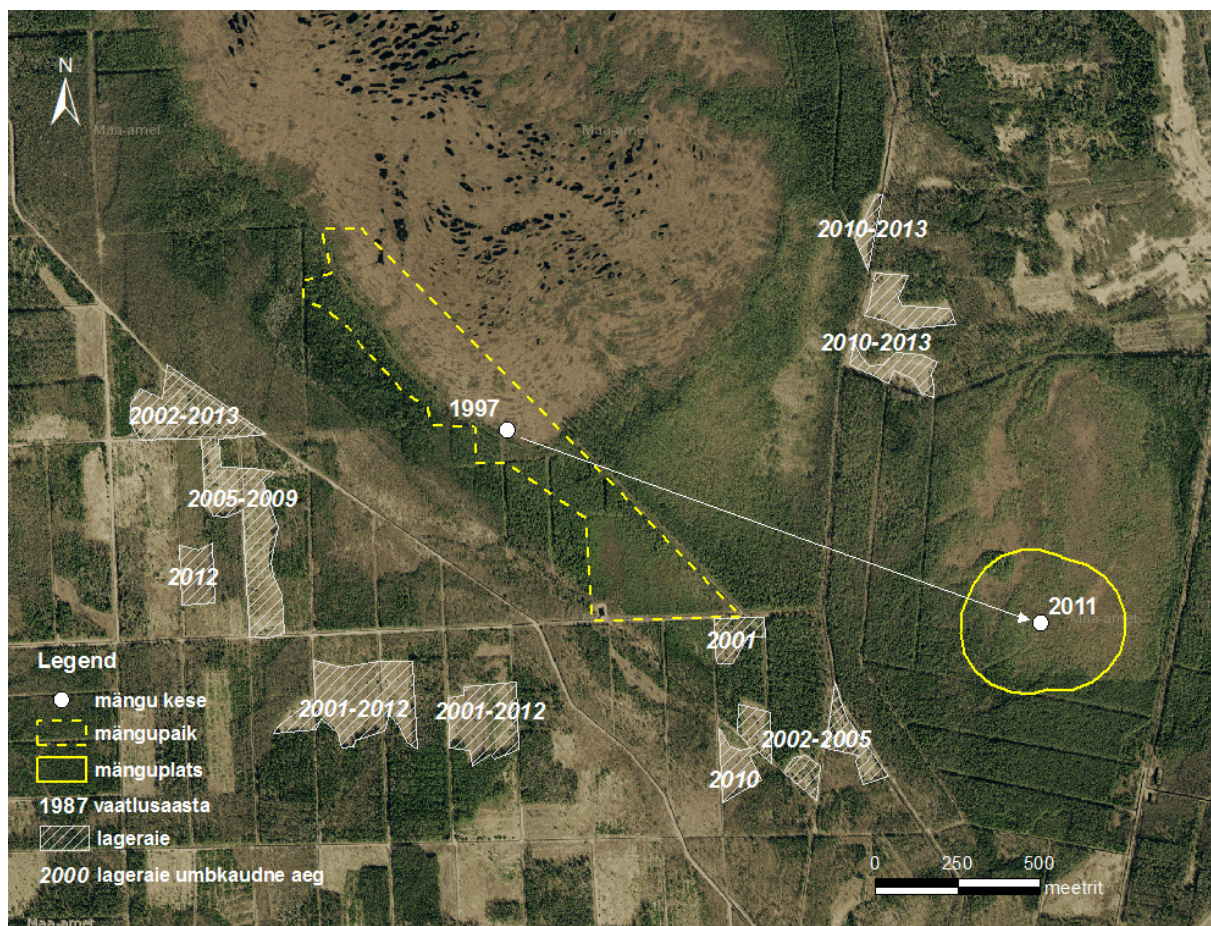 N
Maa-amet
Maa-amet
2010-2013
2010-2013
1997
2002-2013
2005-2009
2012
2011
Maa-amet
2001
Legend
mängu kese
mängupaik
mänguplats
1987 vaatlusaasta
lageraie
2000 lageraie umbkaudne aeg
2001-2012
2001-2012
2002-2005
2010
0 250 500
meetrit
Maa-amet